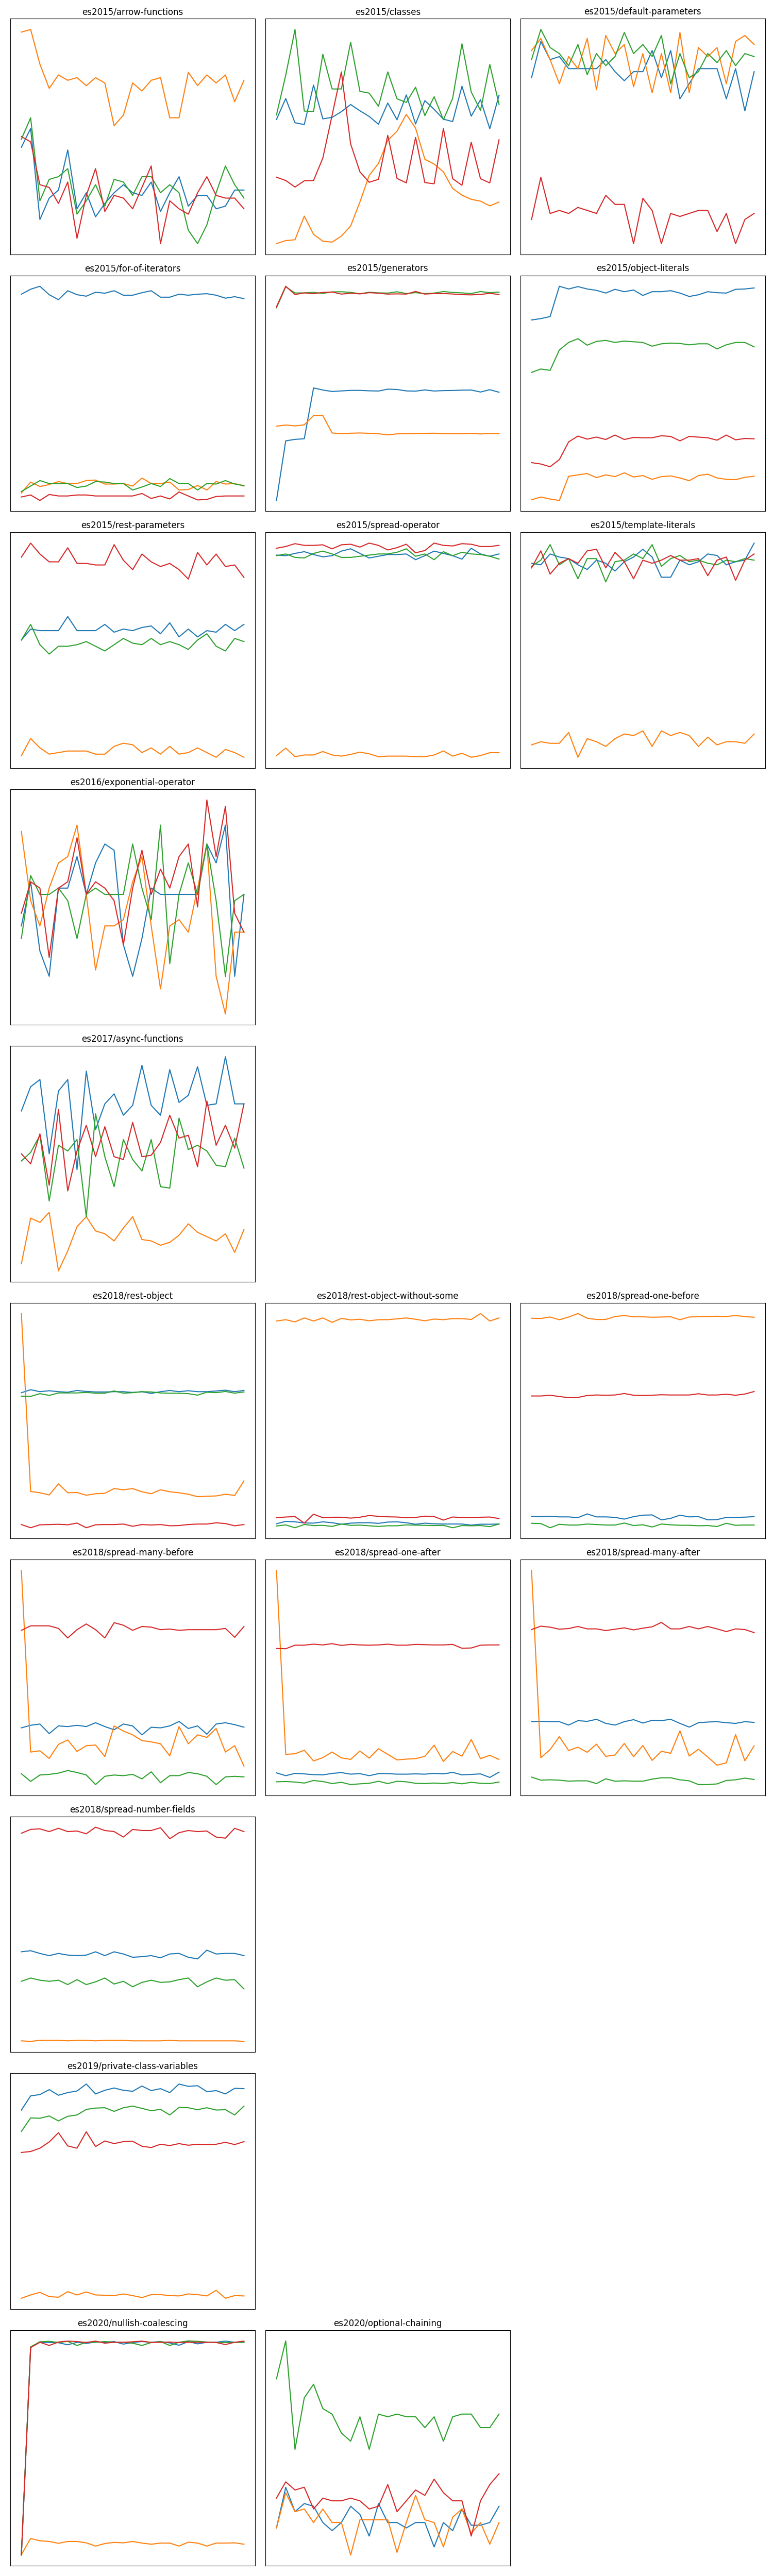 es2015/arrow-functions
es2015/classes
es2015/default-parameters
es2015/for-of-iterators
es2015/generators
es2015/object-literals
es2015/rest-parameters
es2015/spread-operator
es2015/template-literals
es2016/exponential-operator
es2017/async-functions
es2018/rest-object
es2018/rest-object-without-some
es2018/spread-one-before
es2018/spread-many-before
es2018/spread-one-after
es2018/spread-many-after
es2018/spread-number-fields
es2019/private-class-variables
es2020/nullish-coalescing
es2020/optional-chaining